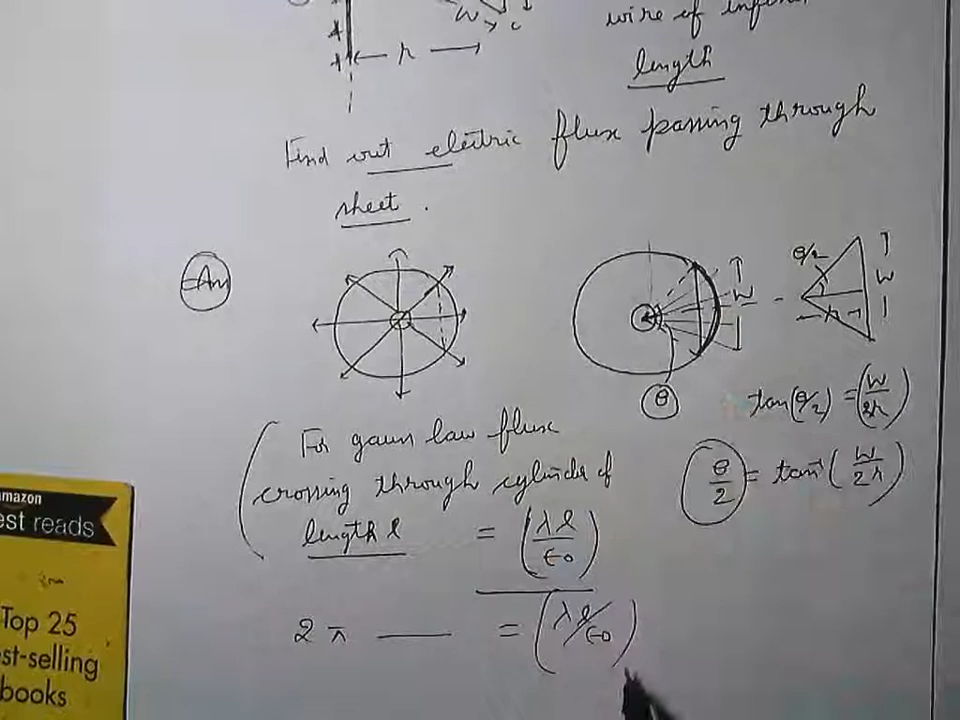 wire of
length
r
W
Find out electric flux passing through
sheet.
Ans
θ/2
W
W
r
θ
tan(θ/2) = (W/2r)
For gauss law flux
crossing through cylinder of
length l = (λl/ϵ0)
θ/2 = tan⁻¹(W/2r)
2π —— = (λl/ϵ0)
amazon
est reads
Top 25
st-selling
books